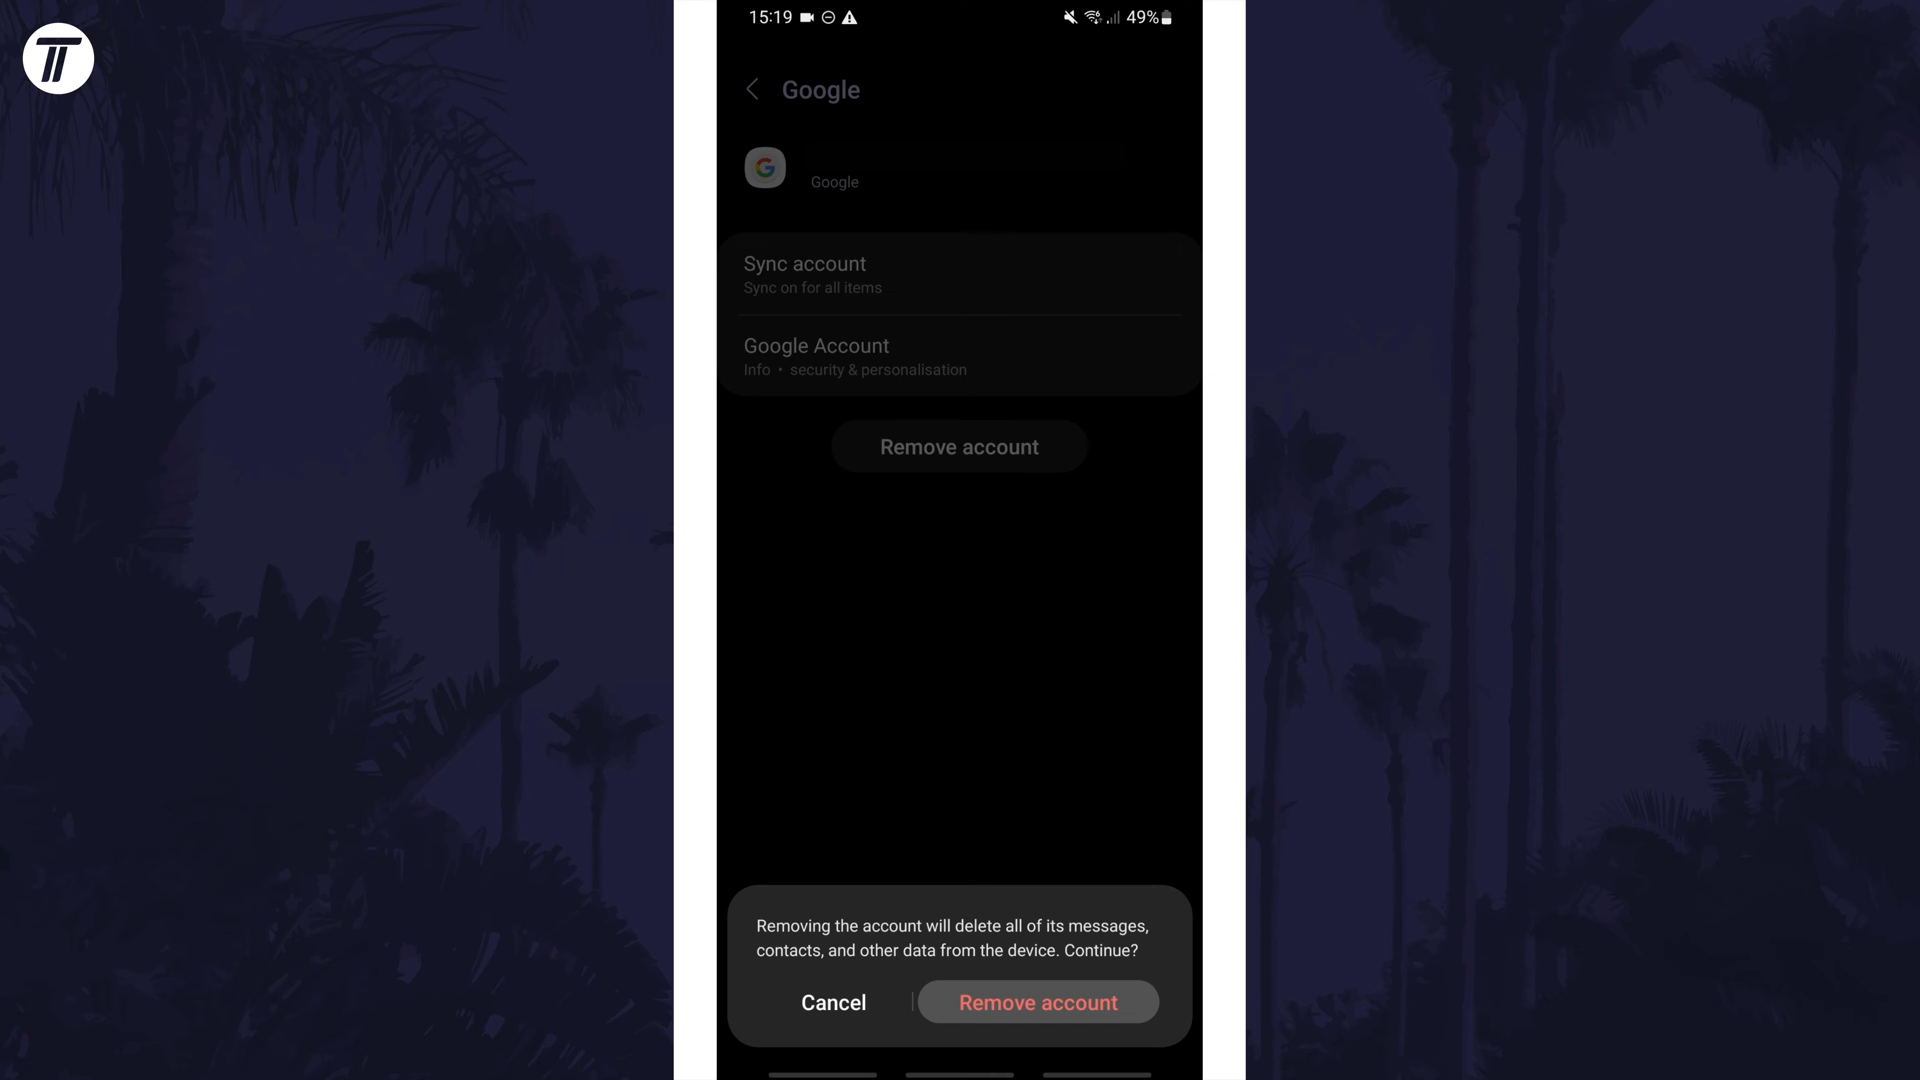 15:19
49%
Google
Google
Sync account
Sync on for all items
Google Account
Info • security & personalisation
Remove account
Removing the account will delete all of its messages,
contacts, and other data from the device. Continue?
Cancel
Remove account